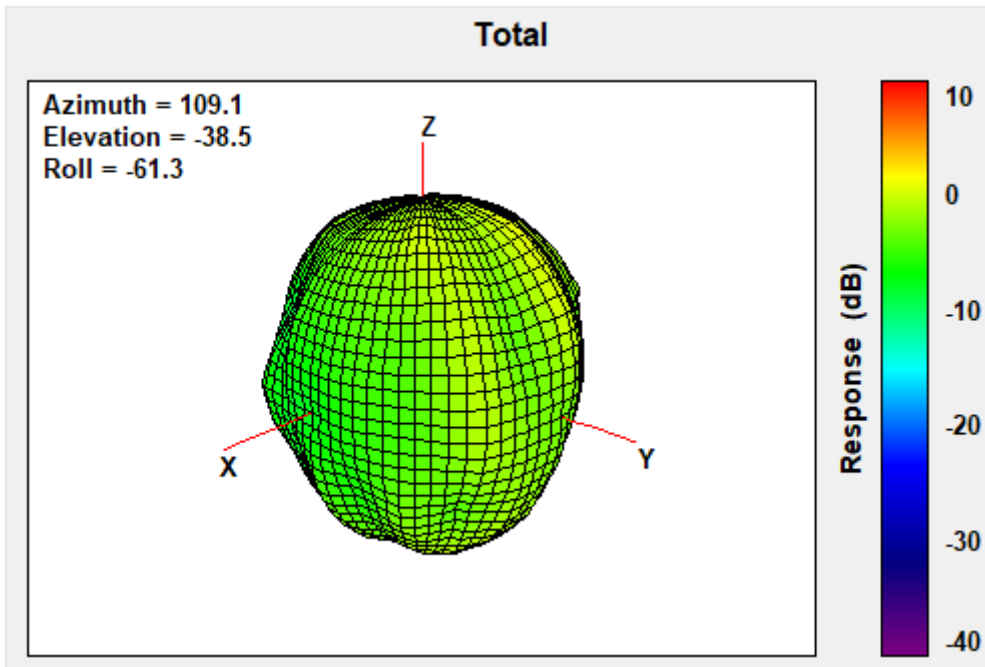 Total
Azimuth = 109.1
Elevation = -38.5
Roll = -61.3
Z
X
Y
Response (dB)
10
0
-10
-20
-30
-40